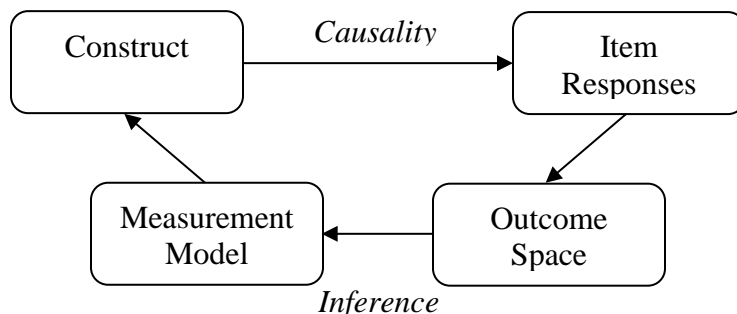 Construct
Causality
Item
Responses
Measurement
Model
Outcome
Space
Inference